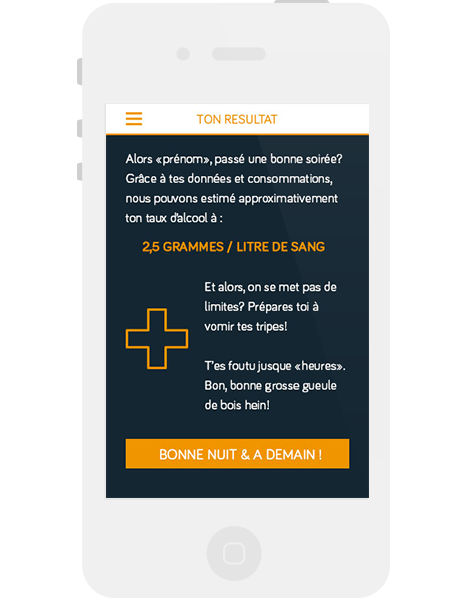 TON RESULTAT
Alors «prénom», passé une bonne soirée?
Grâce à tes données et consommations,
nous pouvons estimé approximativement
ton taux d'alcool à :
2,5 GRAMMES / LITRE DE SANG
Et alors, on se met pas de
limites? Prépares toi à
vomir tes tripes!
T'es foutu jusque «heures».
Bon, bonne grosse gueule
de bois hein!
BONNE NUIT & A DEMAIN !